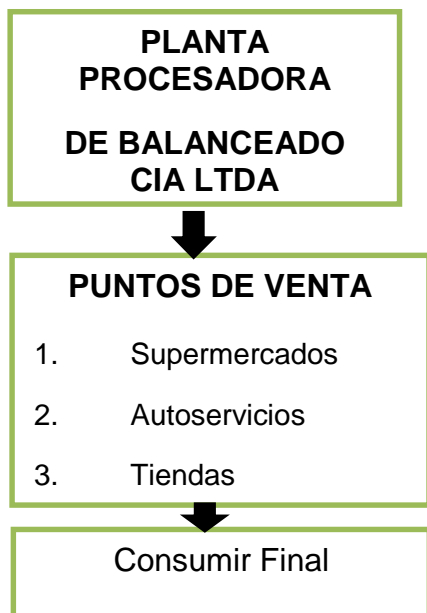 PLANTA
PROCESADORA
DE BALANCEADO
CIA LTDA
PUNTOS DE VENTA
1. Supermercados
2. Autoservicios
3. Tiendas
Consumir Final